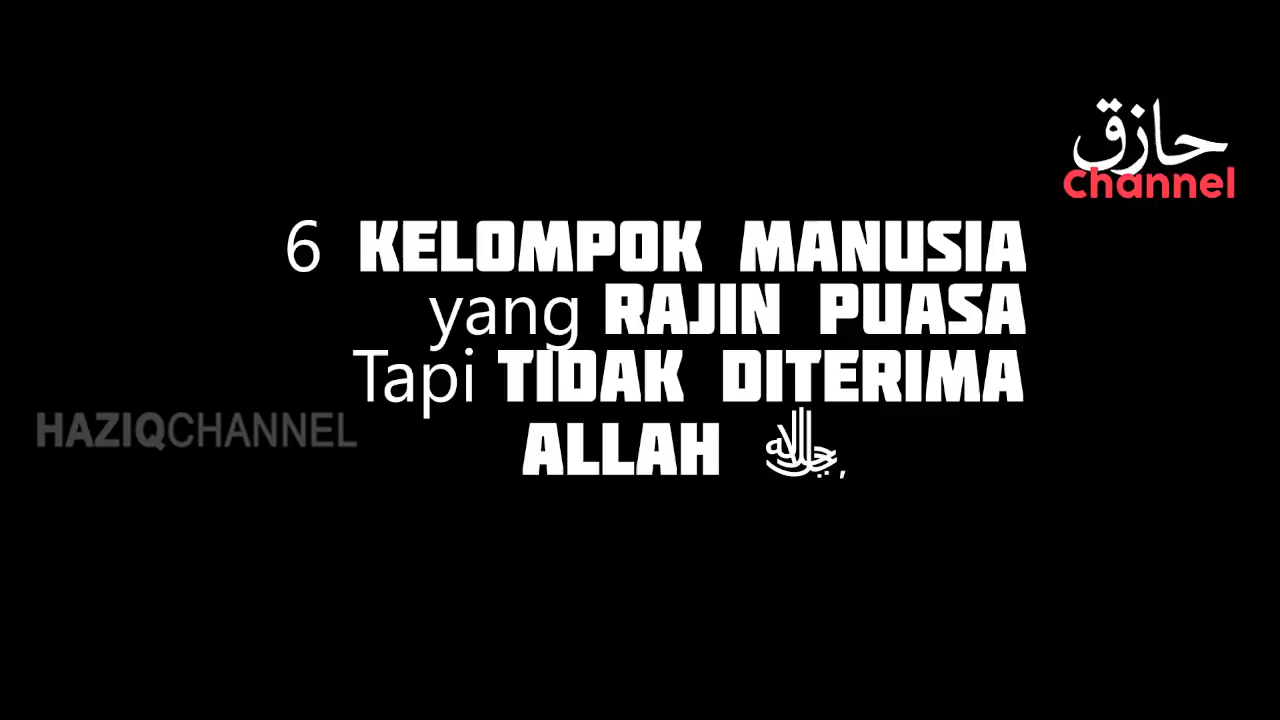 حازق
Channel
6 KELOMPOK MANUSIA
yang RAJIN PUASA
Tapi TIDAK DITERIMA
HAZIQCHANNEL
ALLAH ﷻ,